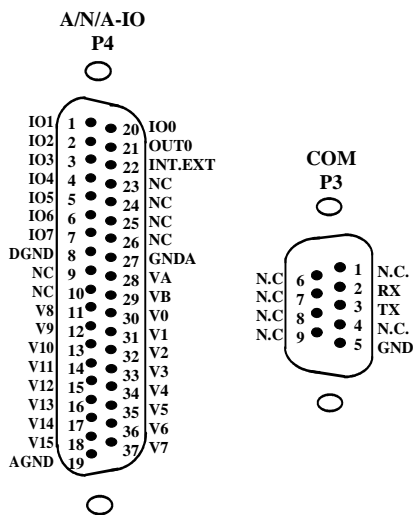 A/N/A-IO
P4
IO1 1 20 IO0
IO2 2 21 OUT0
IO3 3 22 INT.EXT
IO4 4 23 NC
IO5 5 24 NC
IO6 6 25 NC
IO7 7 26 NC
DGND 8 27 GNDA
NC 9 28 VA
NC 10 29 VB
V8 11 30 V0
V9 12 31 V1
V10 13 32 V2
V11 14 33 V3
V12 15 34 V4
V13 16 35 V5
V14 17 36 V6
V15 18 37 V7
AGND 19
COM
P3
1 N.C.
N.C 6 2 RX
N.C 7 3 TX
N.C 8 4 N.C.
N.C 9 5 GND